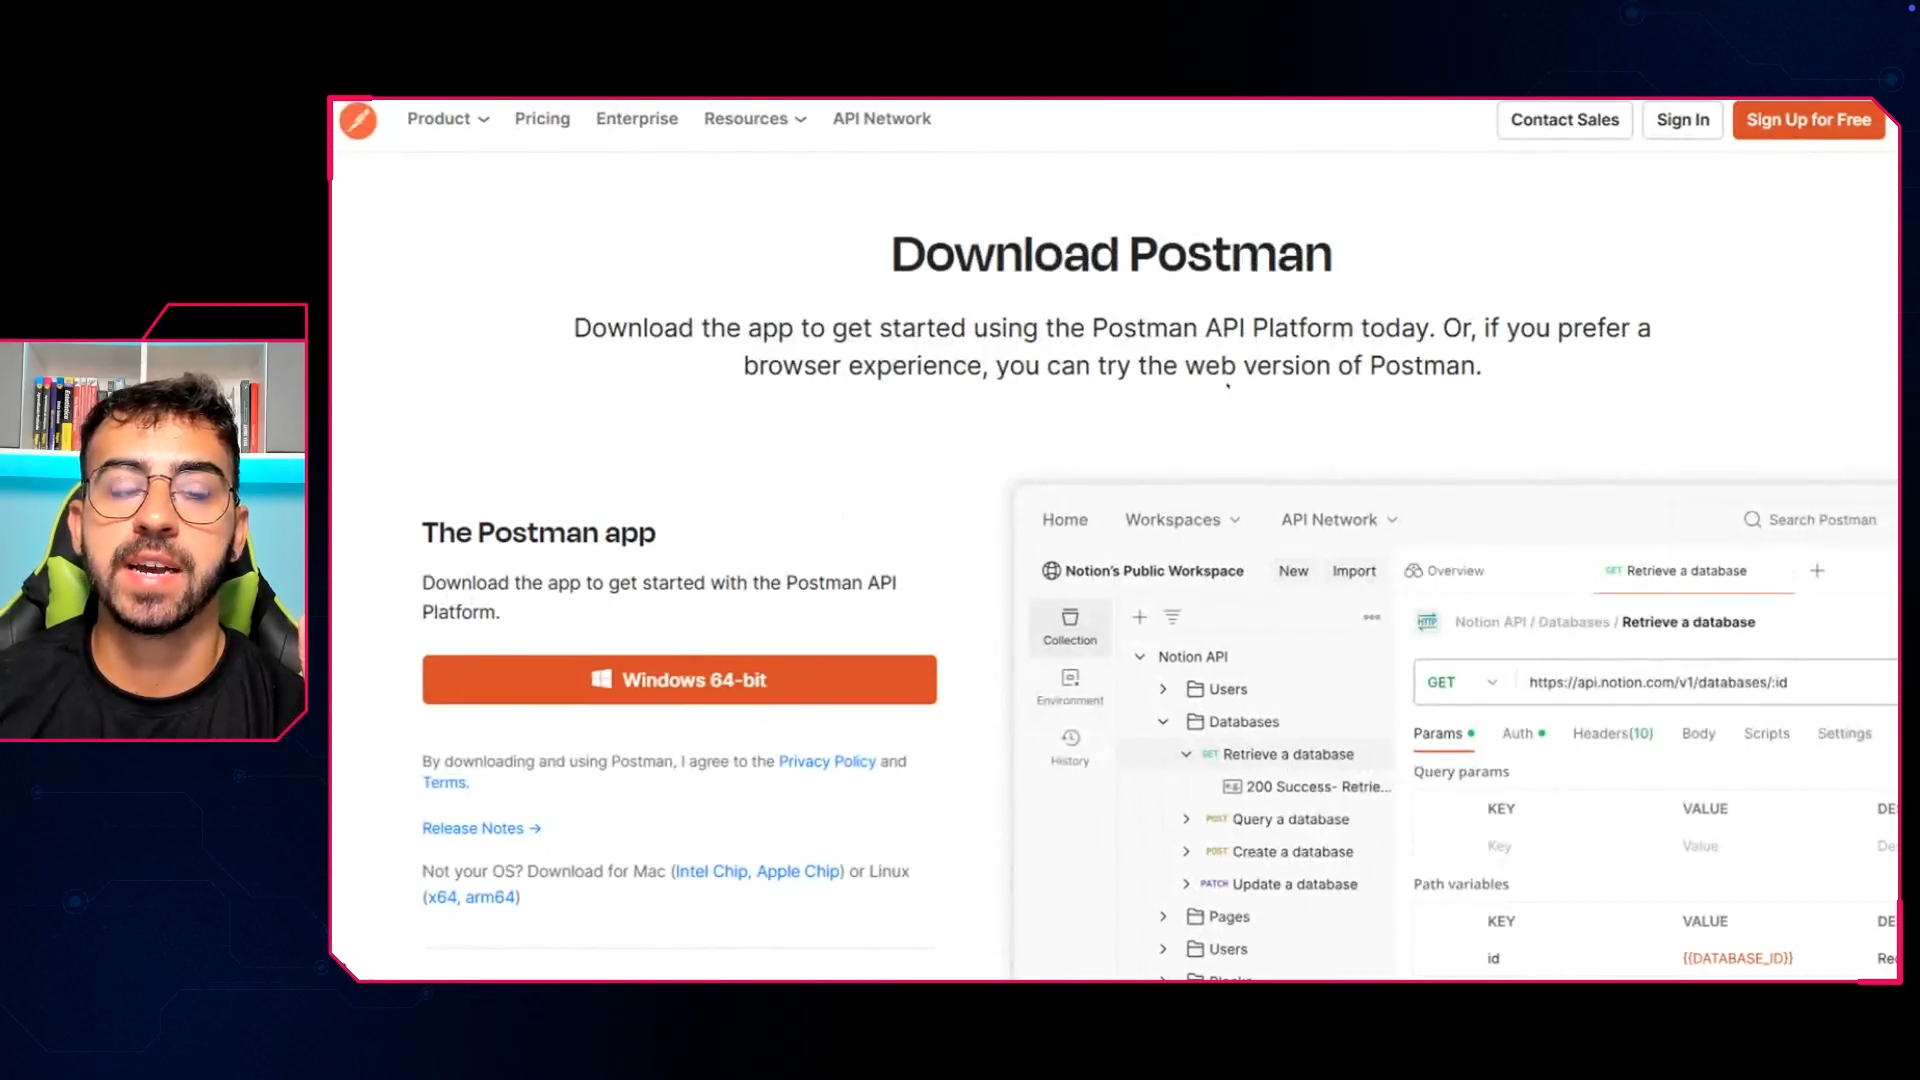 Product Pricing Enterprise Resources API Network Contact Sales Sign In Sign Up for Free
Download Postman
Download the app to get started using the Postman API Platform today. Or, if you prefer a
browser experience, you can try the web version of Postman.
The Postman app
Download the app to get started with the Postman API
Platform.
Windows 64-bit
By downloading and using Postman, I agree to the Privacy Policy and
Terms.
Release Notes →
Not your OS? Download for Mac (Intel Chip, Apple Chip) or Linux
(x64, arm64)
Home Workspaces API Network Search Postman
Notion's Public Workspace New Import Overview GET Retrieve a database
Collection
Environment
History
Notion API
Users
Databases
GET Retrieve a database
200 Success- Retrie...
POST Query a database
POST Create a database
PATCH Update a database
Pages
Users
HTTP Notion API / Databases / Retrieve a database
GET https://api.notion.com/v1/databases/:id
Params Auth Headers(10) Body Scripts Settings
Query params
KEY VALUE DE
Key Value De
Path variables
KEY VALUE DE
id {{DATABASE_ID}} Re